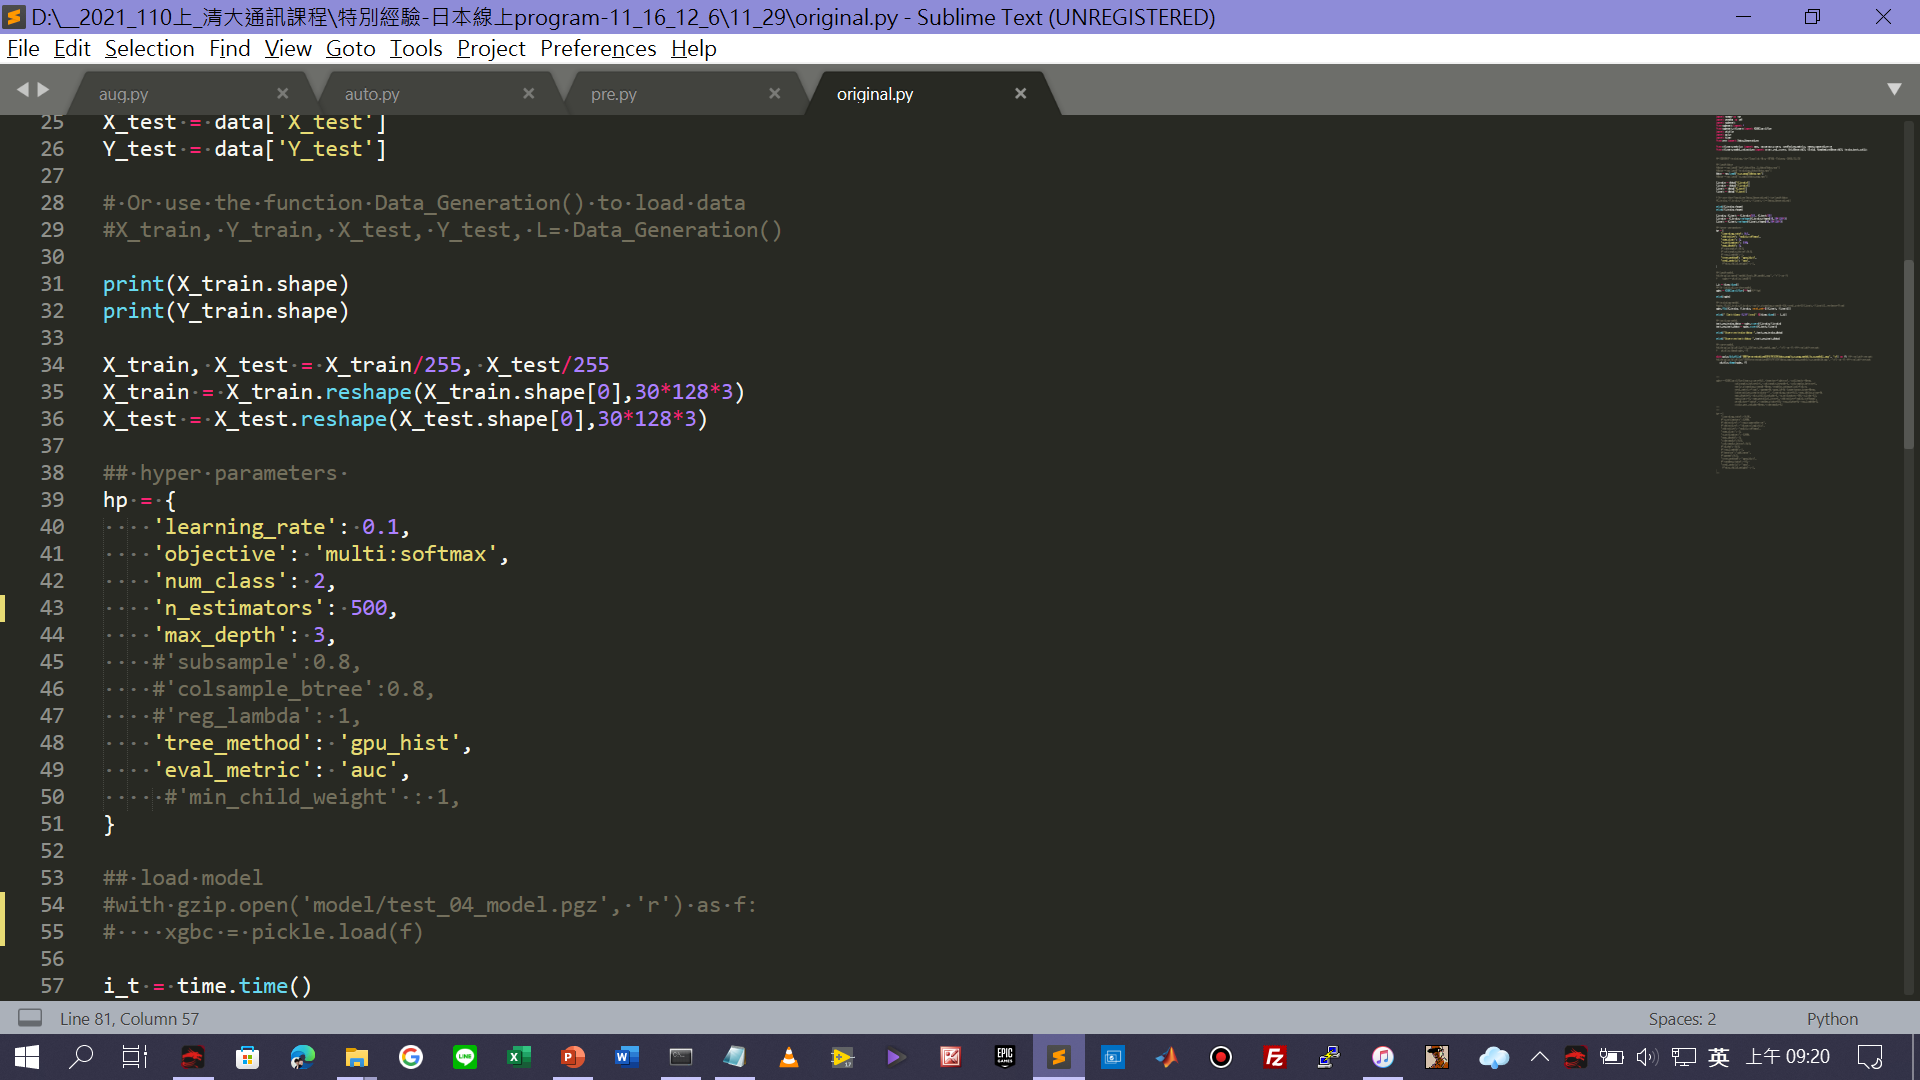 D:\__2021_110上_清大通訊課程\特別經驗-日本線上program-11_16_12_6\11_29\original.py - Sublime Text (UNREGISTERED)
File Edit Selection Find View Goto Tools Project Preferences Help
aug.py auto.py pre.py original.py
25 X_test = data['X_test']
26 Y_test = data['Y_test']
27
28 # Or use the function Data_Generation() to load data
29 #X_train, Y_train, X_test, Y_test, L= Data_Generation()
30
31 print(X_train.shape)
32 print(Y_train.shape)
33
34 X_train, X_test = X_train/255, X_test/255
35 X_train = X_train.reshape(X_train.shape[0],30*128*3)
36 X_test = X_test.reshape(X_test.shape[0],30*128*3)
37
38 ## hyper parameters
39 hp = {
40     'learning_rate': 0.1,
41     'objective': 'multi:softmax',
42     'num_class': 2,
43     'n_estimators': 500,
44     'max_depth': 3,
45     #'subsample':0.8,
46     #'colsample_btree':0.8,
47     #'reg_lambda': 1,
48     'tree_method': 'gpu_hist',
49     'eval_metric': 'auc',
50      #'min_child_weight' : 1,
51 }
52
53 ## load model
54 #with gzip.open('model/test_04_model.pgz', 'r') as f:
55 #    xgbc = pickle.load(f)
56
57 i_t = time.time()
Line 81, Column 57 Spaces: 2 Python
英 上午 09:20